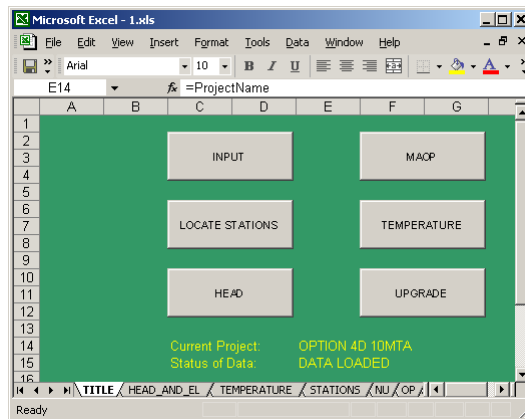 Microsoft Excel - 1.xls
File Edit View Insert Format Tools Data Window Help
Arial 10 B I U A
E14 fx =ProjectName
A B C D E F G
1
2
3 INPUT MAOP
4
5
6
7 LOCATE STATIONS TEMPERATURE
8
9
10
11 HEAD UPGRADE
12
13
14 Current Project: OPTION 4D 10MTA
15 Status of Data: DATA LOADED
16
TITLE HEAD_AND_EL TEMPERATURE STATIONS NU OP
Ready